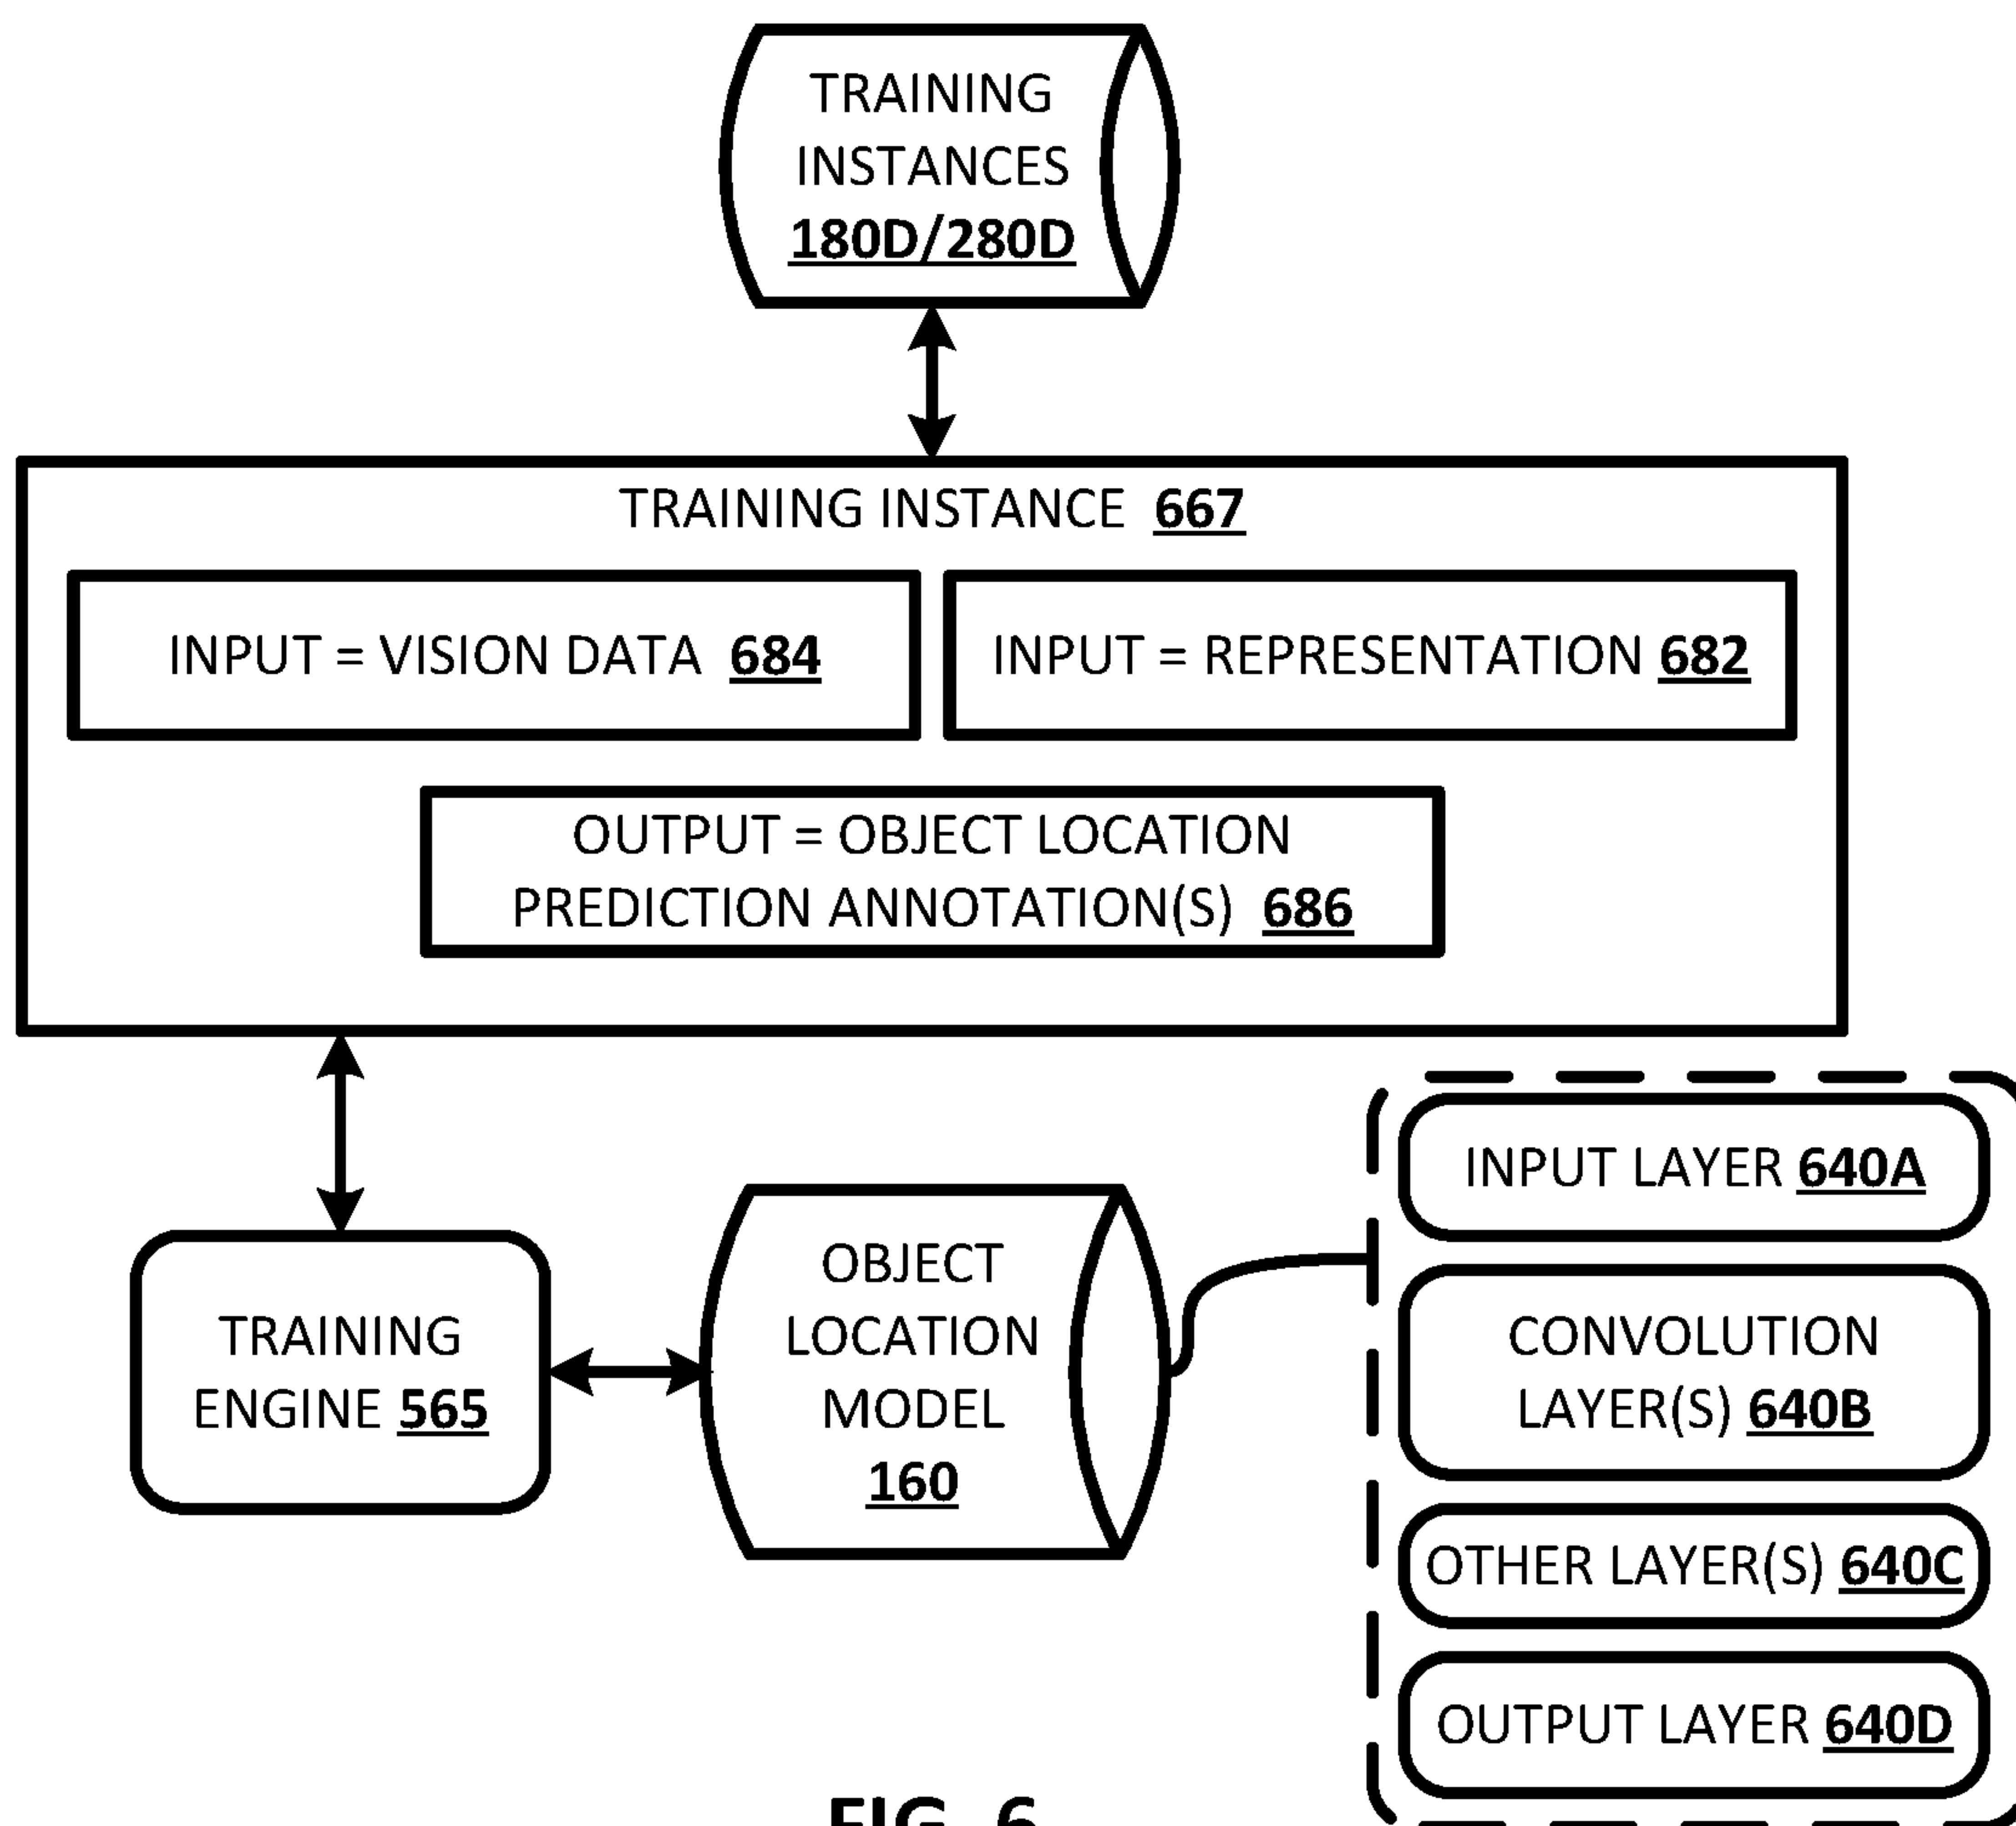 TRAINING
INSTANCES
180D/280D
TRAINING INSTANCE 667
INPUT = VISION DATA 684
INPUT = REPRESENTATION 682
OUTPUT = OBJECT LOCATION
PREDICTION ANNOTATION(S) 686
TRAINING
ENGINE 565
OBJECT
LOCATION
MODEL
160
INPUT LAYER 640A
CONVOLUTION
LAYER(S) 640B
OTHER LAYER(S) 640C
OUTPUT LAYER 640D
FIG. 6